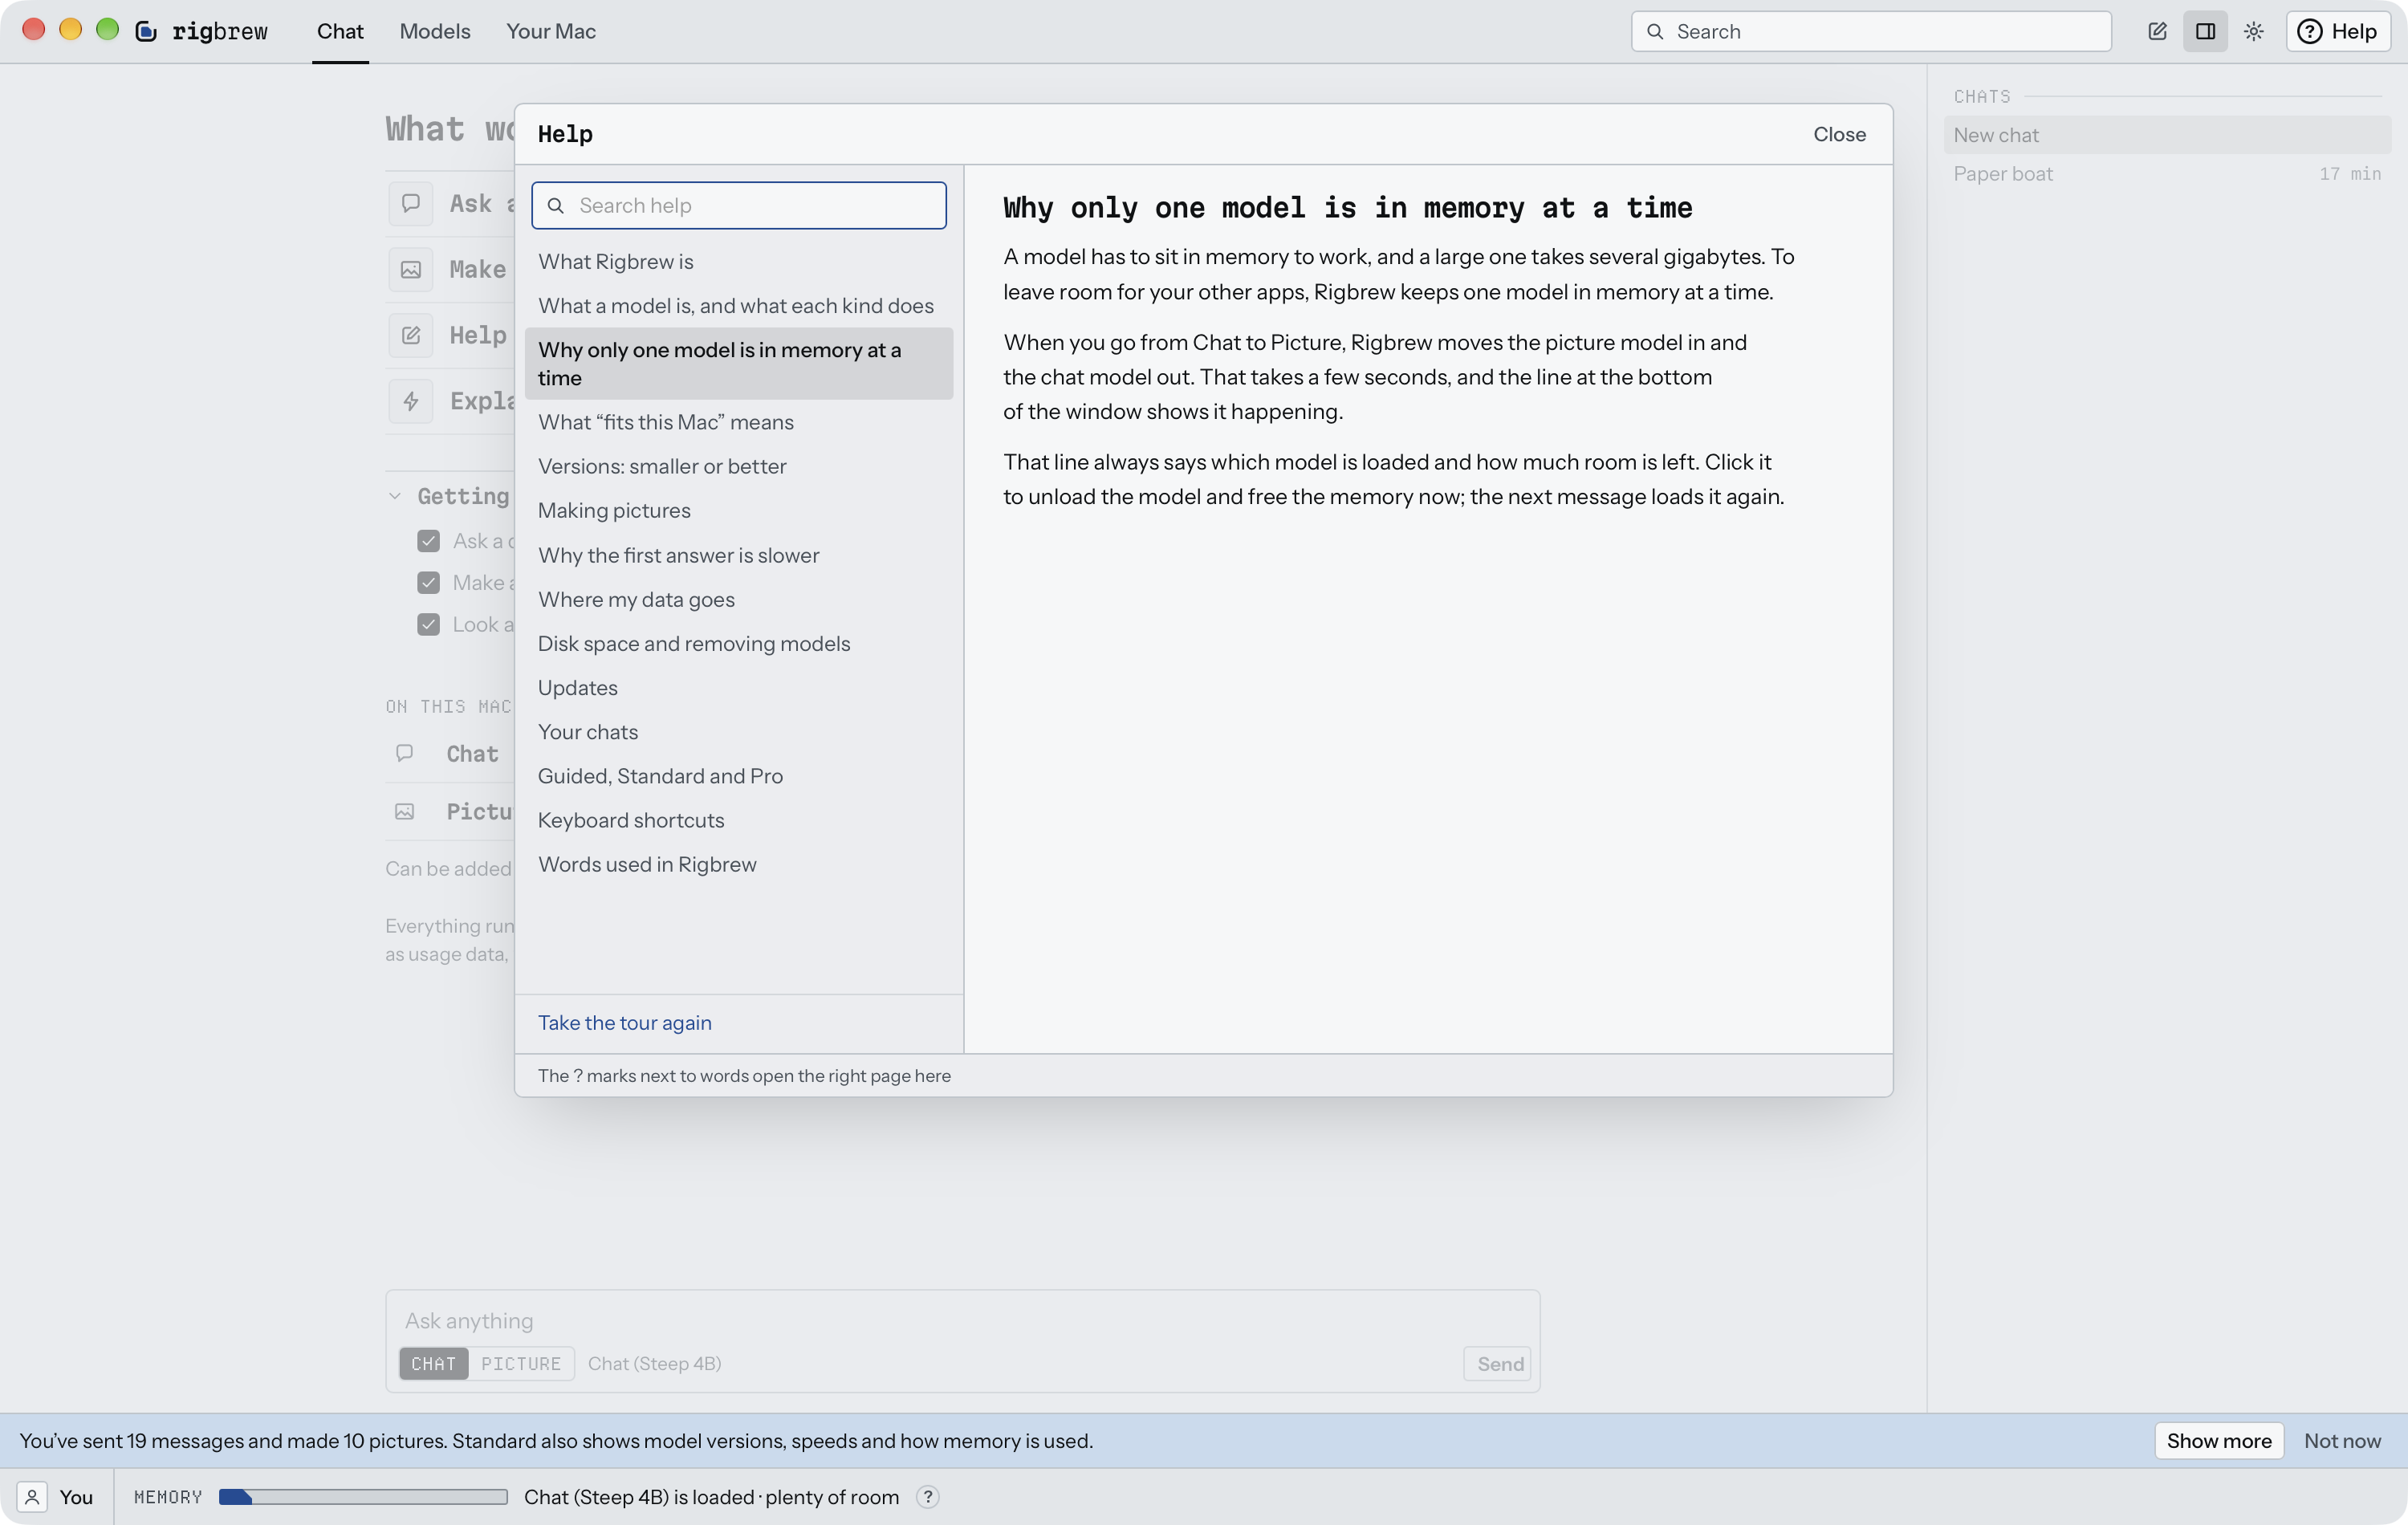 rigbrew
Chat
Models
Your Mac
Search
Help
What
Ask
Make
Help
Getting
Make
ON THIS MAC
Chat
Can be added
Everything
as usage data,
Help
Close
Search help
What Rigbrew is
What a model is, and what each kind does
Why only one model is in memory at a
time
What “fits this Mac” means
Versions: smaller or better
Making pictures
Why the first answer is slower
Where my data goes
Disk space and removing models
Updates
Your chats
Guided, Standard and Pro
Keyboard shortcuts
Words used in Rigbrew
Take the tour again
Why only one model is in memory at a time
A model has to sit in memory to work, and a large one takes several gigabytes. To
leave room for your other apps, Rigbrew keeps one model in memory at a time.
When you go from Chat to Picture, Rigbrew moves the picture model in and
the chat model out. That takes a few seconds, and the line at the bottom
of the window shows it happening.
That line always says which model is loaded and how much room is left. Click it
to unload the model and free the memory now; the next message loads it again.
The ? marks next to words open the right page here
CHATS
New chat
Paper boat
17 min
Ask anything
CHAT
PICTURE
Chat (Steep 4B)
Send
You’ve sent 19 messages and made 10 pictures. Standard also shows model versions, speeds and how memory is used.
Show more
Not now
You
MEMORY
Chat (Steep 4B) is loaded · plenty of room
?